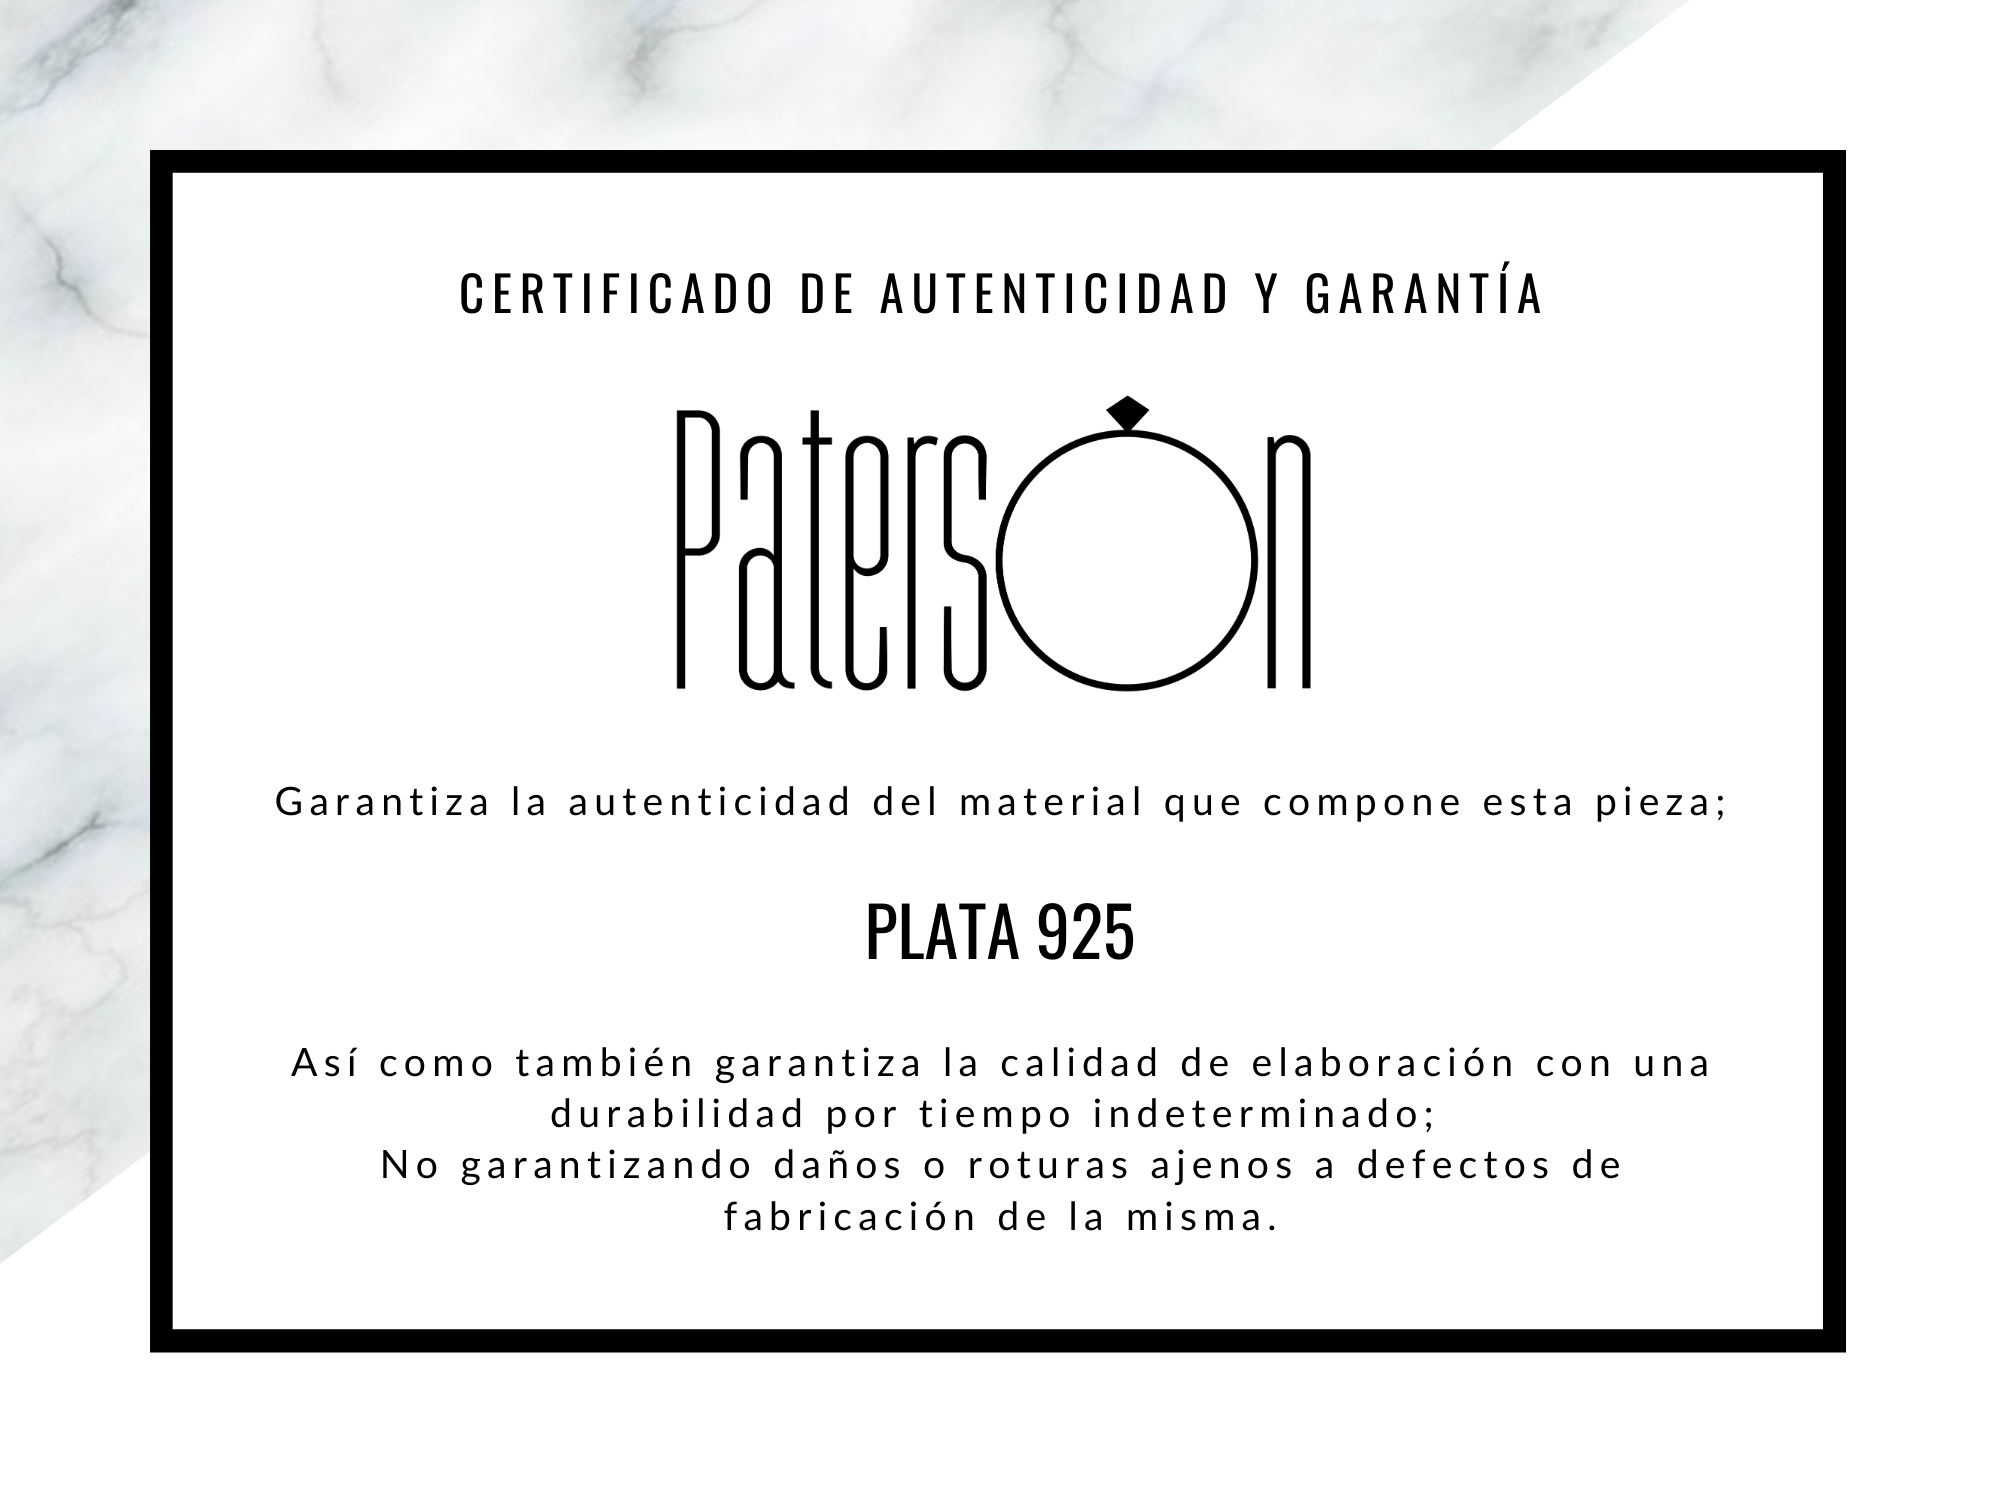 CERTIFICADO DE AUTENTICIDAD Y GARANTÍA
Paterson
Garantiza la autenticidad del material que compone esta pieza;
PLATA 925
Así como también garantiza la calidad de elaboración con una
durabilidad por tiempo indeterminado;
No garantizando daños o roturas ajenos a defectos de
fabricación de la misma.